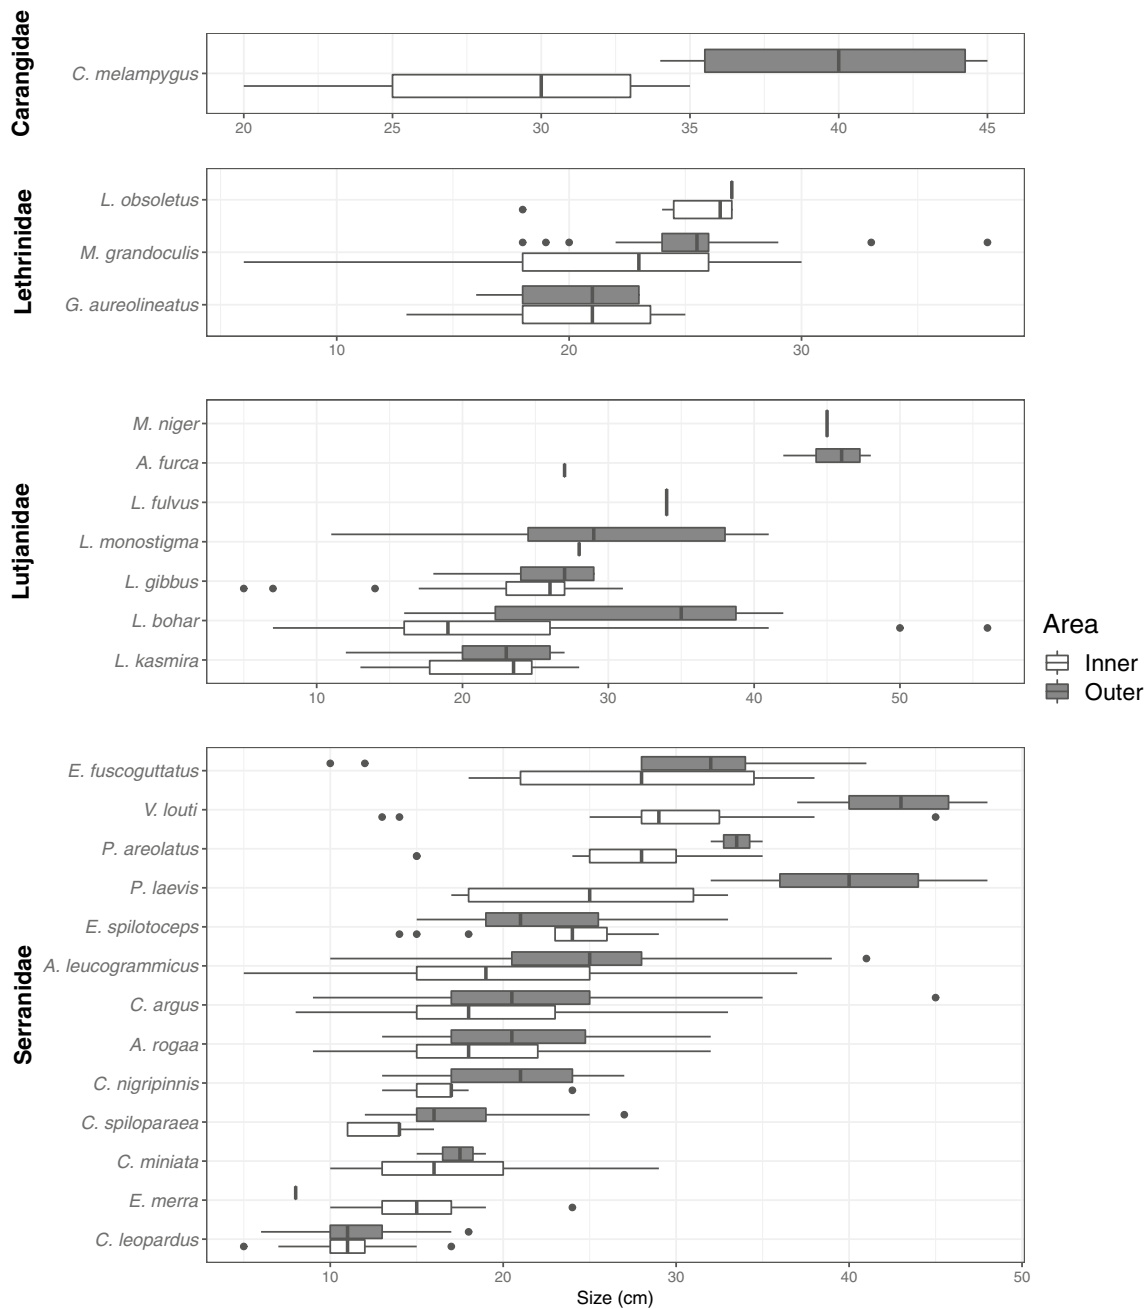 Carangidae
C. melampygus
20 25 30 35 40 45
Lethrinidae
L. obsoletus
M. grandoculis
G. aureolineatus
10 20 30
Lutjanidae
M. niger
A. furca
L. fulvus
L. monostigma
L. gibbus
L. bohar
L. kasmira
10 20 30 40 50
Area
Inner
Outer
Serranidae
E. fuscoguttatus
V. louti
P. areolatus
P. laevis
E. spilotoceps
A. leucogrammicus
C. argus
A. rogaa
C. nigripinnis
C. spiloparaea
C. miniata
E. merra
C. leopardus
10 20 30 40 50
Size (cm)